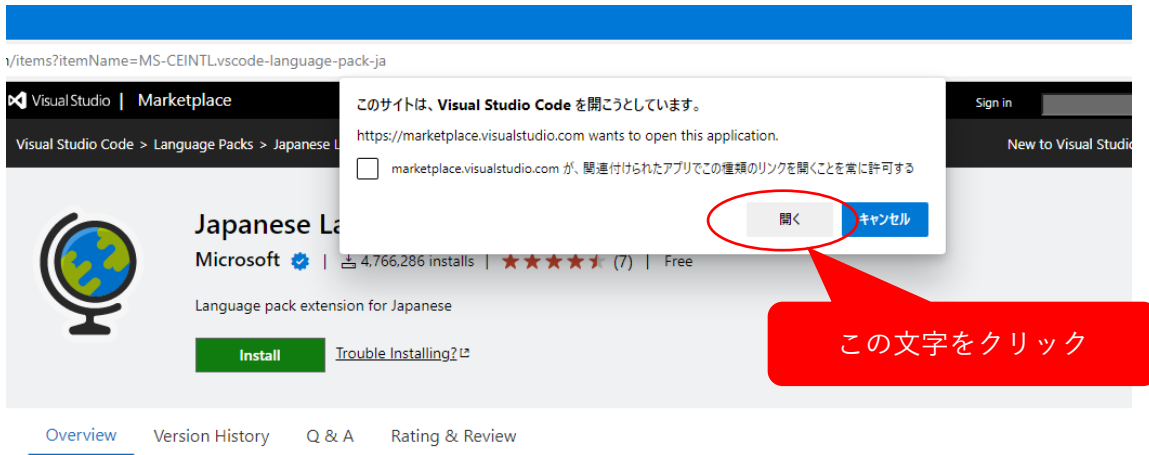 n/items?itemName=MS-CEINTL.vscode-language-pack-ja
Visual Studio | Marketplace
Sign in
Visual Studio Code > Language Packs > Japanese L
New to Visual Studio
このサイトは、Visual Studio Code を開こうとしています。
https://marketplace.visualstudio.com wants to open this application.
marketplace.visualstudio.com が、関連付けられたアプリでこの種類のリンクを開くことを常に許可する
開く
キャンセル
Japanese La
Microsoft | 4,766,286 installs | (7) | Free
Language pack extension for Japanese
Install
Trouble Installing?
この文字をクリック
Overview Version History Q & A Rating & Review